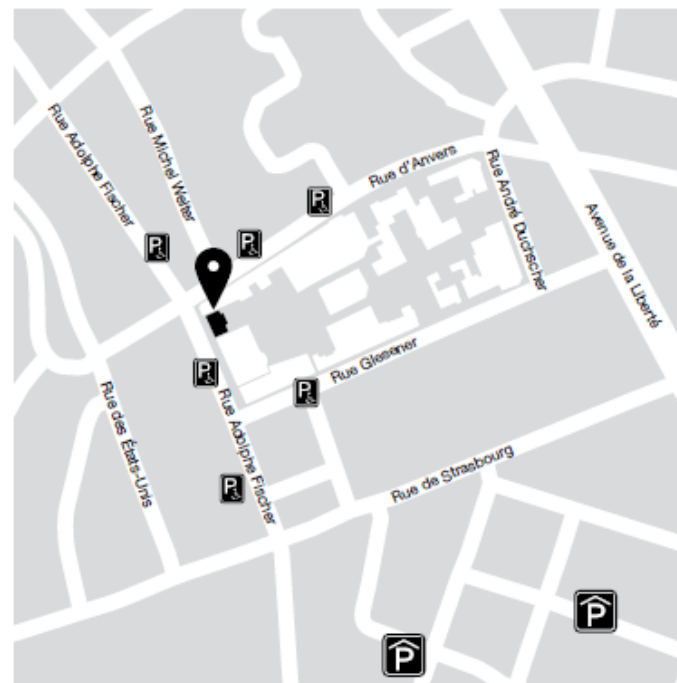 Rue Adolphe Fischer
Rue Michel Welter
Rue d'Anvers
Rue André Duchscher
Avenue de la Liberté
P
P
P
Rue Glesener
P
P
Rue Adolphe Fischer
Rue des États-Unis
P
Rue de Strasbourg
P
P